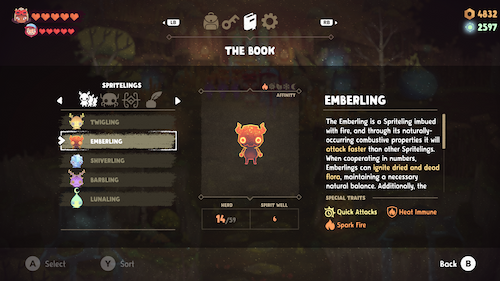 LB
RB
4832
2597
THE BOOK
SPRITELINGS
TWIGLING
EMBERLING
SHIVERLING
BARBLING
LUNALING
AFFINITY
HERD
SPIRIT WELL
14/59
6
EMBERLING
The Emberling is a Spriteling imbued
with fire, and through its naturally-
occurring combustive properties it will
attack faster than other Spritelings.
When cooperating in numbers,
Emberlings can ignite dried and dead
flora, maintaining a necessary
natural balance. Additionally, the
SPECIAL TRAITS
Quick Attacks
Heat Immune
Spark Fire
A Select
Y Sort
Back B